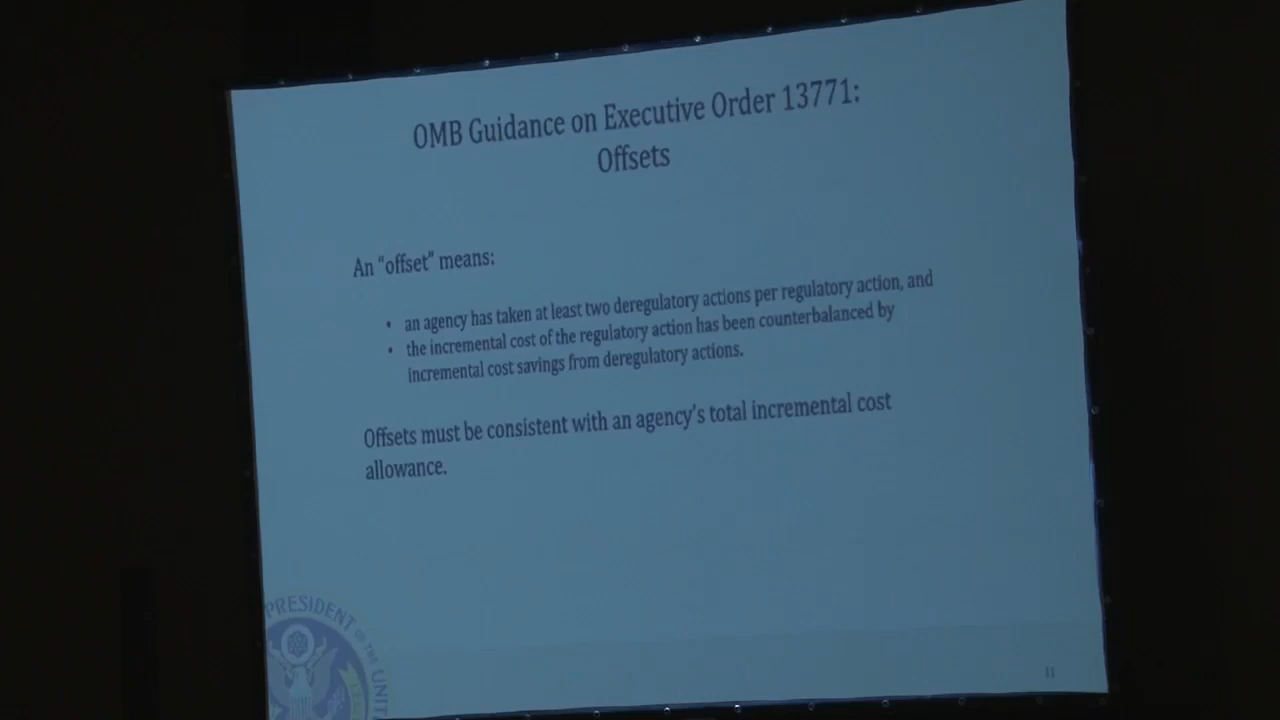 OMB Guidance on Executive Order 13771:
Offsets
An “offset” means:
• an agency has taken at least two deregulatory actions per regulatory action, and
• the incremental cost of the regulatory action has been counterbalanced by
incremental cost savings from deregulatory actions.
Offsets must be consistent with an agency’s total incremental cost
allowance.
PRESIDENT OF THE UNIT
11